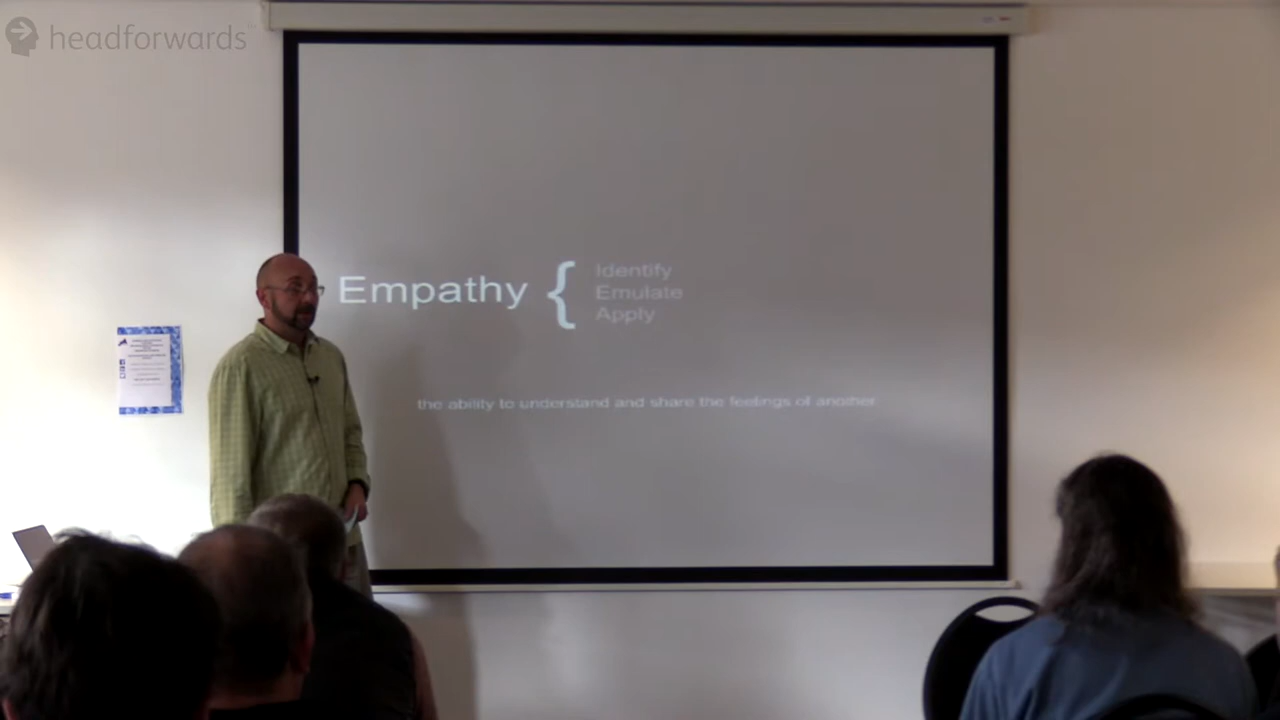 headforwards
Empathy {
Identify
Emulate
Apply
the ability to understand and share the feelings of another